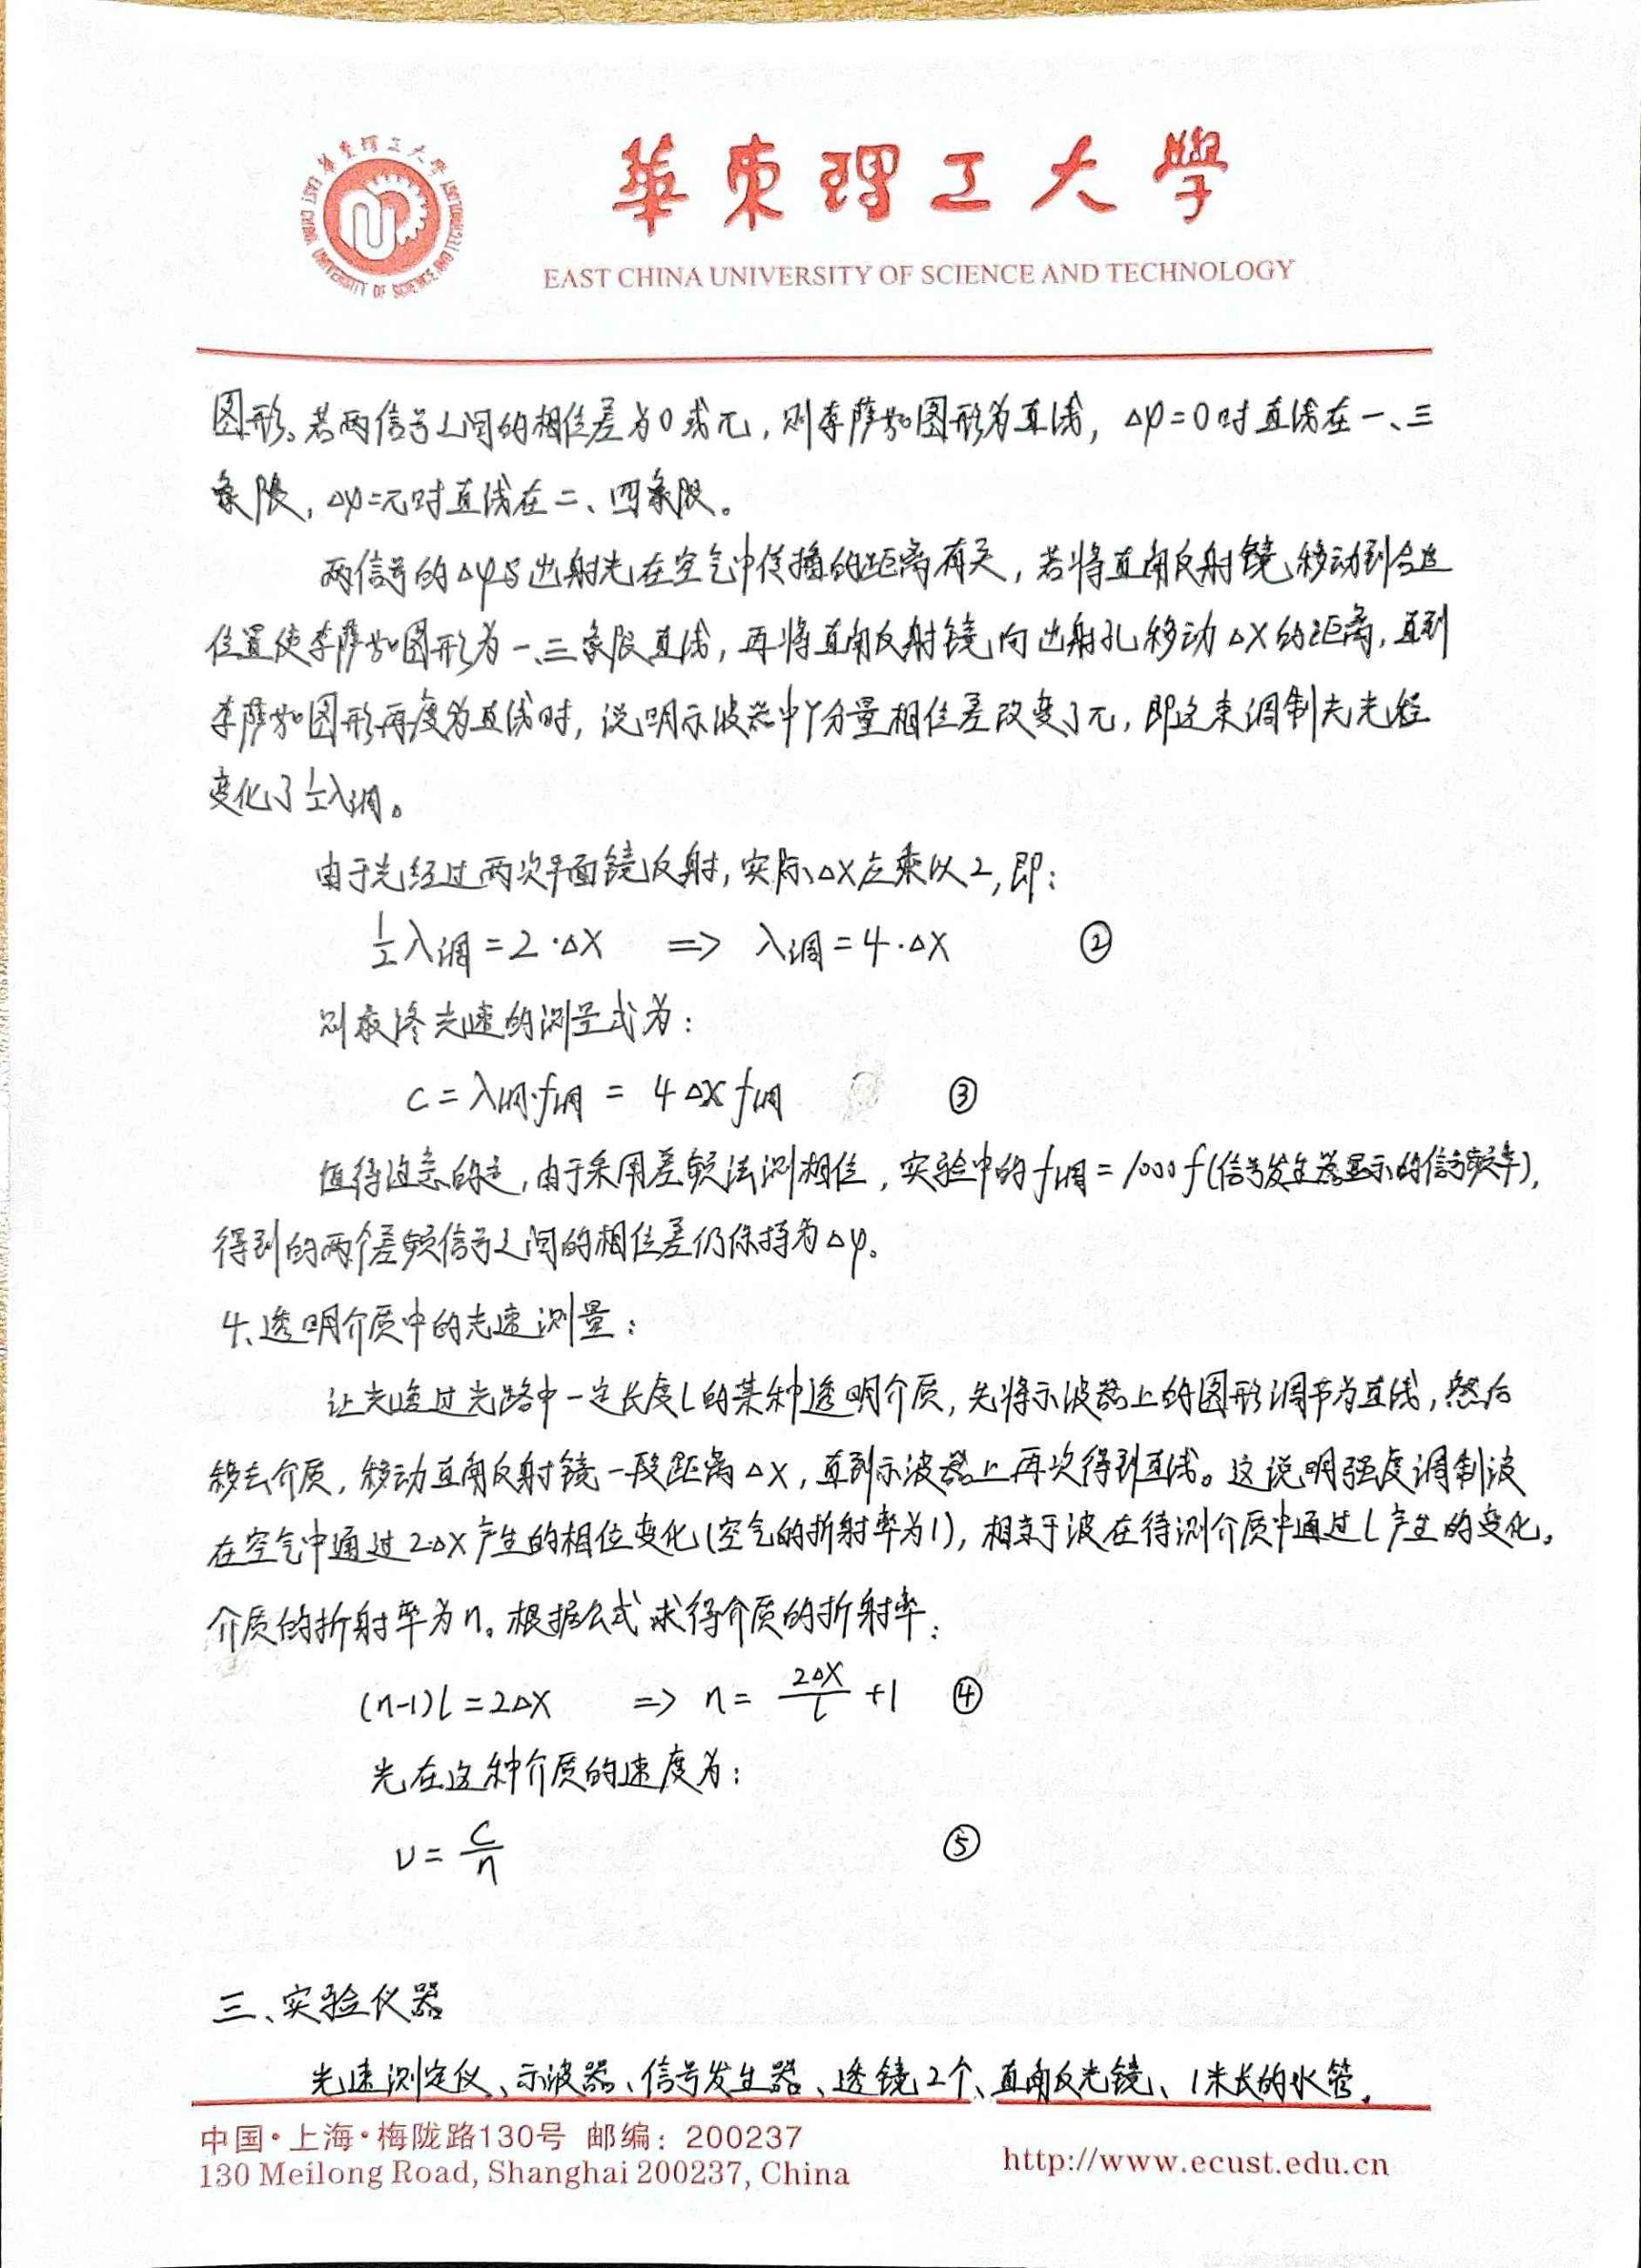 華東理工大學
EAST CHINA UNIVERSITY OF SCIENCE AND TECHNOLOGY
图形。若两信号之间的相位差为0或π，则李萨如图形为直线，Δφ=0时直线在一、三
象限，Δφ=π时直线在二、四象限。
两信号的Δφ与出射光在空气中传播的距离有关，若将直角反射镜移动到合适
位置使李萨如图形为一、三象限直线，再将直角反射镜向出射孔移动ΔX的距离，直到
李萨如图形再度为直线时，说明示波器中Y分量相位差改变了π，即这束调制光光程
变化了½λ调。
由于光经过两次平面镜反射，实际ΔX应乘以2，即：
½λ调=2·ΔX => λ调=4·ΔX ②
则最终光速的测量式为：
C=λ调·f调 = 4ΔX f调 ③
值得注意的是，由于采用差频法测相位，实验中的f调=1000f(信号发生器显示的信号频率)，
得到的两个差频信号之间的相位差仍保持为Δφ。
4、透明介质中的光速测量：
让光透过光路中一定长度L的某种透明介质，先将示波器上的图形调节为直线，然后
移去介质，移动直角反射镜一段距离ΔX，直到示波器上再次得到直线。这说明强度调制波
在空气中通过2ΔX产生的相位变化(空气的折射率为1)，相当于波在待测介质中通过L产生的变化，
介质的折射率为n。根据公式求得介质的折射率：
(n-1)L=2ΔX => n= 2ΔX/L +1 ④
光在这种介质的速度为：
ν= C/n ⑤
三、实验仪器
光速测定仪、示波器、信号发生器、透镜2个、直角反光镜、1米长的水管。
中国·上海·梅陇路130号 邮编：200237
130 Meilong Road, Shanghai 200237, China
http://www.ecust.edu.cn